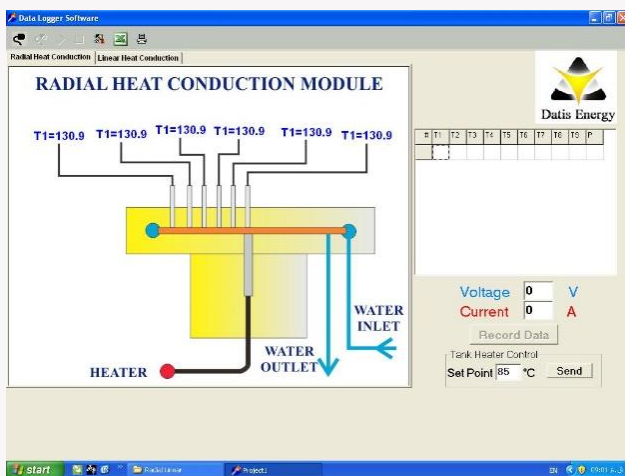 Data Logger Software
Radial Heat Conduction Linear Heat Conduction
RADIAL HEAT CONDUCTION MODULE
T1=130.9 T1=130.9 T1=130.9 T1=130.9 T1=130.9 T1=130.9
WATER
INLET
WATER
OUTLET
HEATER
Datis Energy
# T1 T2 T3 T4 T5 T6 T7 T8 T9 P
Voltage 0 V
Current 0 A
Record Data
Tank Heater Control
Set Point 85 °C Send
start Radial Linear Project1 EN